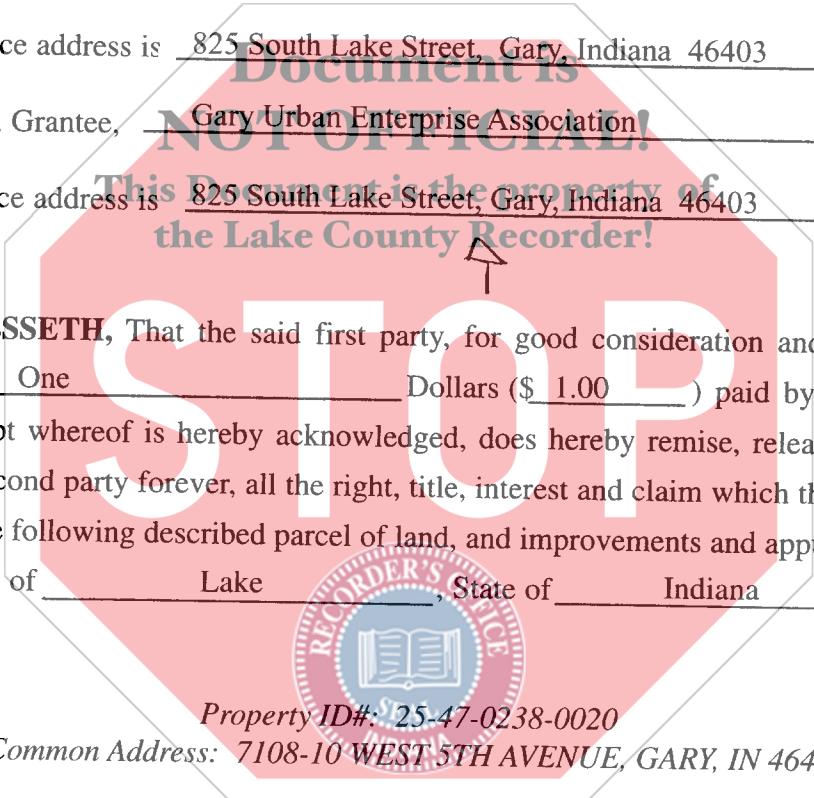 ce address is 825 South Lake Street, Gary, Indiana 46403
Document is
Grantee, Gary Urban Enterprise Association
NOT OFFICIAL!
ce address is 825 South Lake Street, Gary, Indiana 46403
This Document is the property of
the Lake County Recorder!
SSETH, That the said first party, for good consideration and
One Dollars ($ 1.00 ) paid by
STOP
pt whereof is hereby acknowledged, does hereby remise, relea
cond party forever, all the right, title, interest and claim which th
e following described parcel of land, and improvements and appu
of Lake , State of Indiana
RECORDER'S OFFICE
SEAL
INDIANA
Property ID#: 25-47-0238-0020
Common Address: 7108-10 WEST 5TH AVENUE, GARY, IN 464